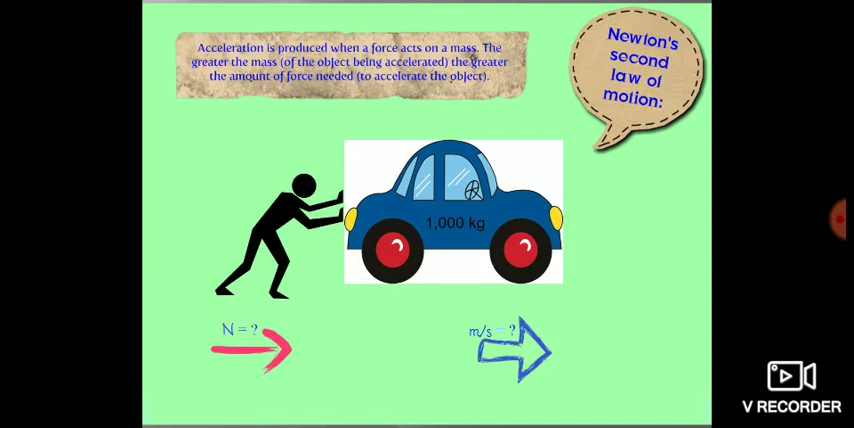 Acceleration is produced when a force acts on a mass. The
greater the mass (of the object being accelerated) the greater
the amount of force needed (to accelerate the object).
Newton's
second
law of
motion:
1,000 kg
N = ?
m/s = ?
V RECORDER